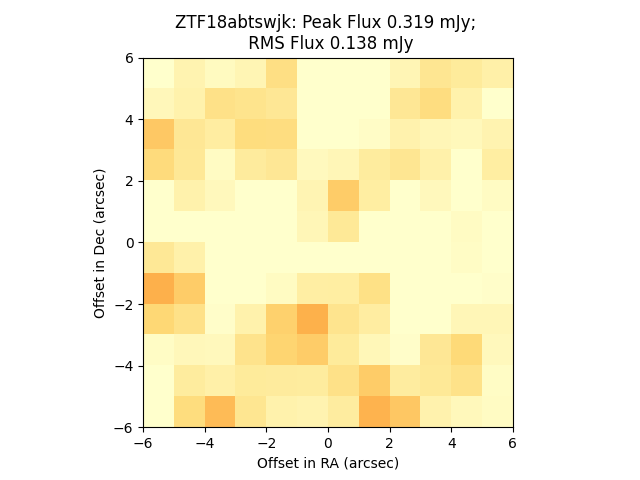 ZTF18abtswjk: Peak Flux 0.319 mJy;
RMS Flux 0.138 mJy
6
4
2
0
−2
−4
−6
Offset in Dec (arcsec)
−6 −4 −2 0 2 4 6
Offset in RA (arcsec)